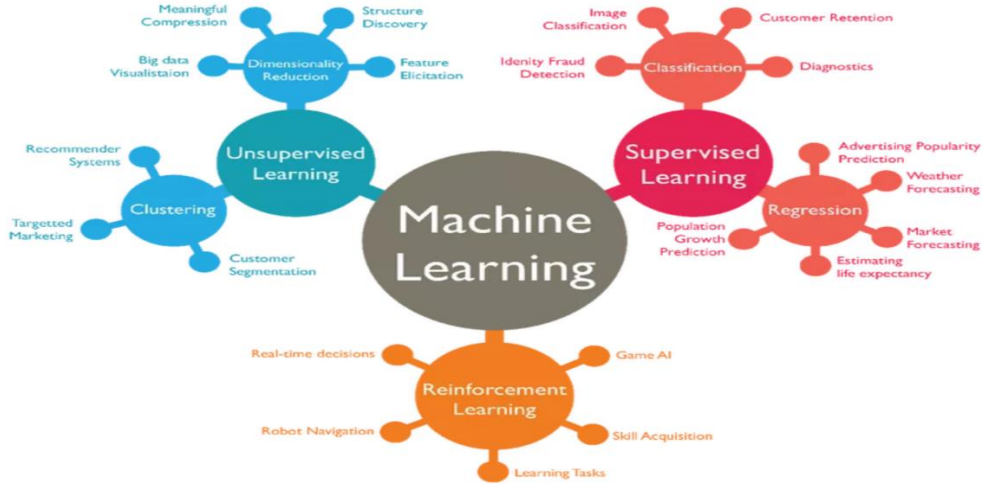 Machine
Learning
Unsupervised
Learning
Dimensionality
Reduction
Meaningful
Compression
Structure
Discovery
Big data
Visualistaion
Feature
Elicitation
Clustering
Recommender
Systems
Targetted
Marketing
Customer
Segmentation
Supervised
Learning
Classification
Image
Classification
Customer Retention
Idenity Fraud
Detection
Diagnostics
Regression
Advertising Popularity
Prediction
Weather
Forecasting
Market
Forecasting
Estimating
life expectancy
Population
Growth
Prediction
Reinforcement
Learning
Real-time decisions
Game AI
Robot Navigation
Skill Acquisition
Learning Tasks